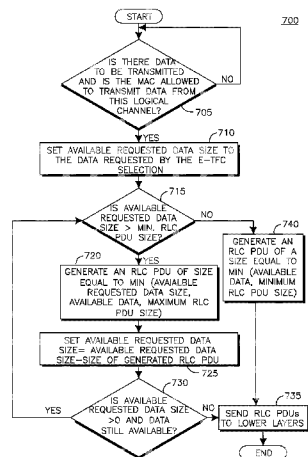 START
700
IS THERE DATA
TO BE TRANSMITTED
AND IS THE MAC ALLOWED
TO TRANSMIT DATA FROM
THIS LOGICAL
CHANNEL?
NO
705
YES
710
SET AVAILABLE REQUESTED DATA SIZE TO
THE DATA REQUESTED BY THE E-TFC
SELECTION
715
IS AVAILABLE
REQUESTED DATA
SIZE > MIN. RLC
PDU SIZE?
NO
740
YES
720
GENERATE AN
RLC PDU OF A
SIZE EQUAL TO
MIN (AVAILABLE
DATA, MINIMUM
RLC PDU SIZE)
GENERATE AN RLC PDU OF SIZE
EQUAL TO MIN (AVAILABLE
REQUESTED DATA SIZE,
AVAILABLE DATA, MAXIMUM RLC
PDU SIZE)
SET AVAILABLE REQUESTED DATA
SIZE= AVAILABLE REQUESTED DATA
SIZE-SIZE OF GENERATED RLC PDU
725
730
IS AVAILABLE
REQUESTED DATA SIZE
>0 AND DATA
STILL AVAILABLE?
YES
NO
735
SEND RLC PDUs
TO LOWER LAYERS
END